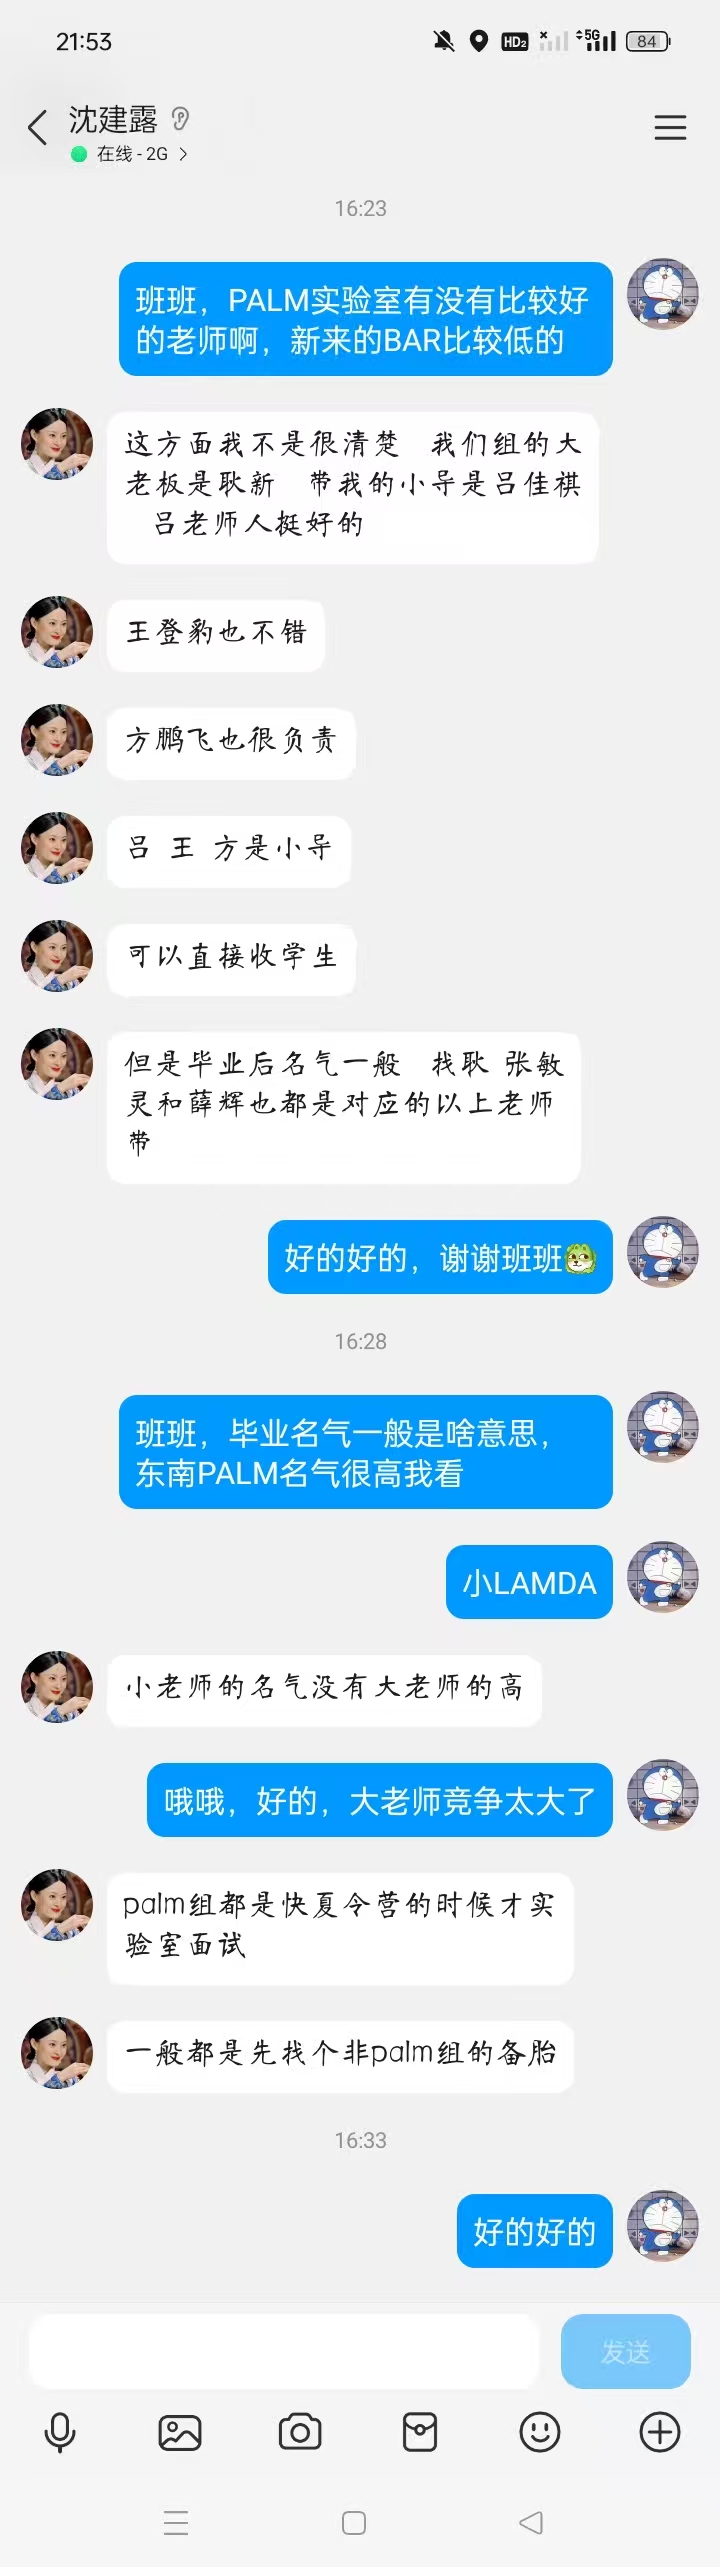 21:53
HD2
5G
84
沈建露
在线 - 2G
16:23
班班，PALM实验室有没有比较好
的老师啊，新来的BAR比较低的
这方面我不是很清楚 我们组的大
老板是耿新 带我的小导是吕佳祺
吕老师人挺好的
王登豹也不错
方鹏飞也很负责
吕 王 方是小导
可以直接收学生
但是毕业后名气一般 找耿 张敏
灵和薛辉也都是对应的以上老师
带
好的好的，谢谢班班
16:28
班班，毕业名气一般是啥意思，
东南PALM名气很高我看
小LAMDA
小老师的名气没有大老师的高
哦哦，好的，大老师竞争太大了
palm组都是快夏令营的时候才实
验室面试
一般都是先找个非palm组的备胎
16:33
好的好的
发送